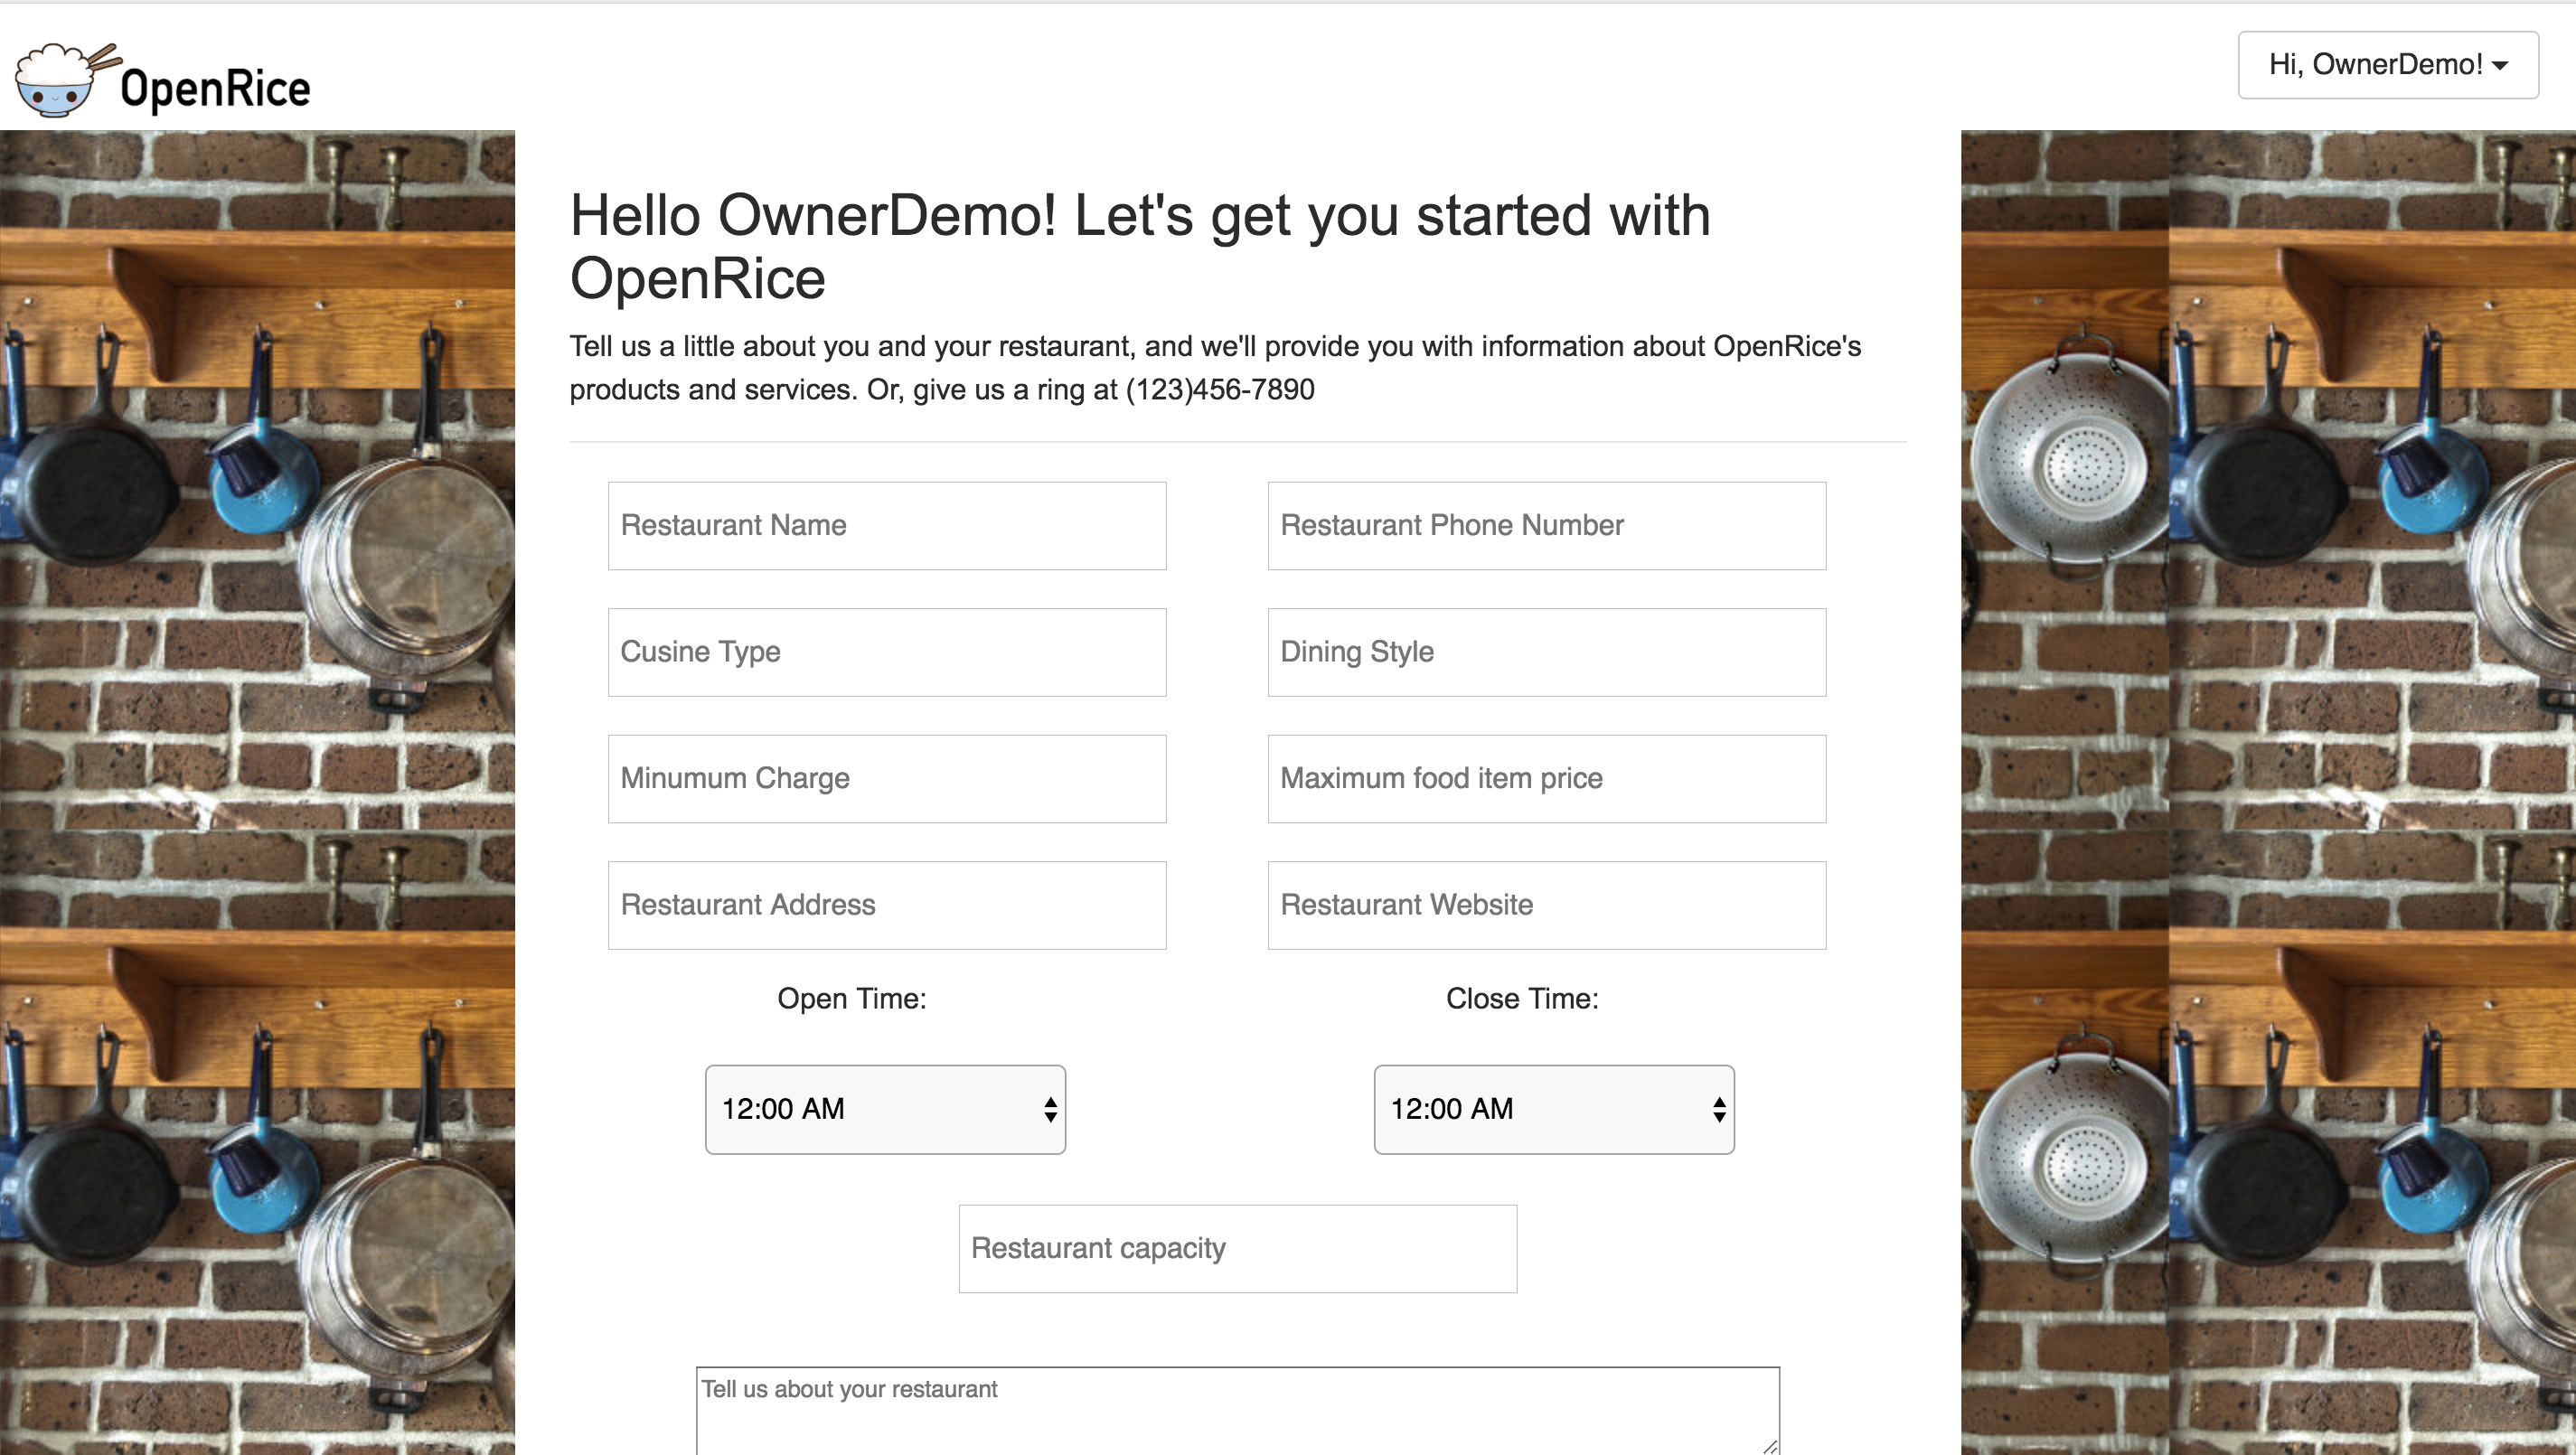 OpenRice
Hi, OwnerDemo!
Hello OwnerDemo! Let's get you started with
OpenRice
Tell us a little about you and your restaurant, and we'll provide you with information about OpenRice's
products and services. Or, give us a ring at (123)456-7890
Restaurant Name
Restaurant Phone Number
Cusine Type
Dining Style
Minumum Charge
Maximum food item price
Restaurant Address
Restaurant Website
Open Time:
Close Time:
12:00 AM
12:00 AM
Restaurant capacity
Tell us about your restaurant